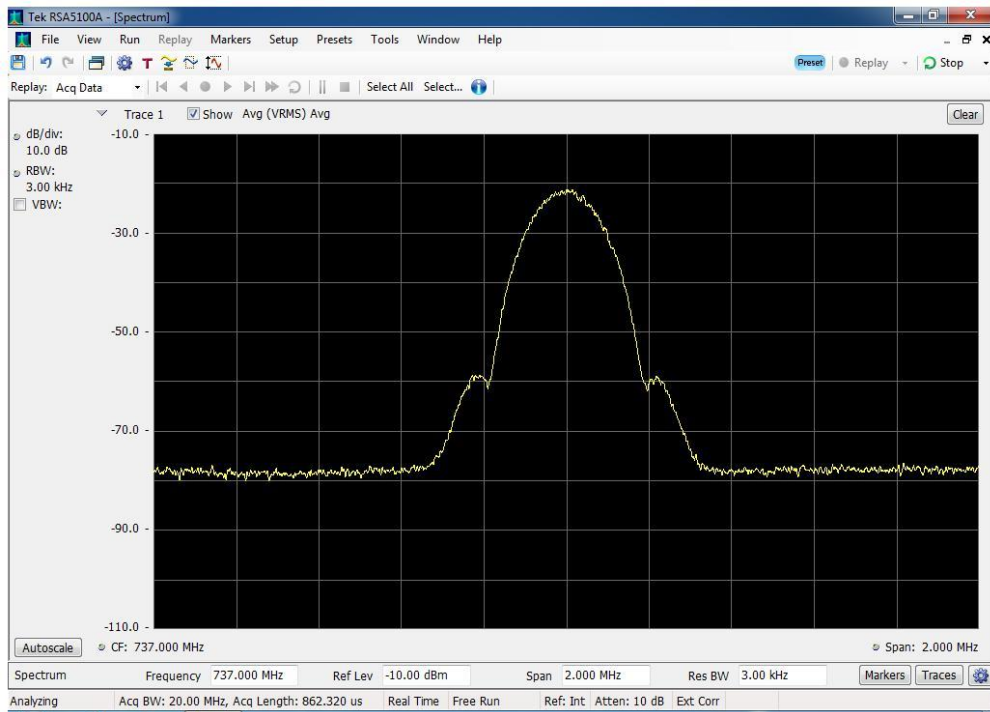 Tek RSA5100A - [Spectrum]
File View Run Replay Markers Setup Presets Tools Window Help
T Preset Replay Stop
Replay: Acq Data Select All Select...
Trace 1 Show Avg (VRMS) Avg Clear
dB/div:
10.0 dB
RBW:
3.00 kHz
VBW:
-10.0 -
-30.0 -
-50.0 -
-70.0 -
-90.0 -
-110.0 -
Autoscale CF: 737.000 MHz Span: 2.000 MHz
Spectrum Frequency 737.000 MHz Ref Lev -10.00 dBm Span 2.000 MHz Res BW 3.00 kHz Markers Traces
Analyzing Acq BW: 20.00 MHz, Acq Length: 862.320 us Real Time Free Run Ref: Int Atten: 10 dB Ext Corr